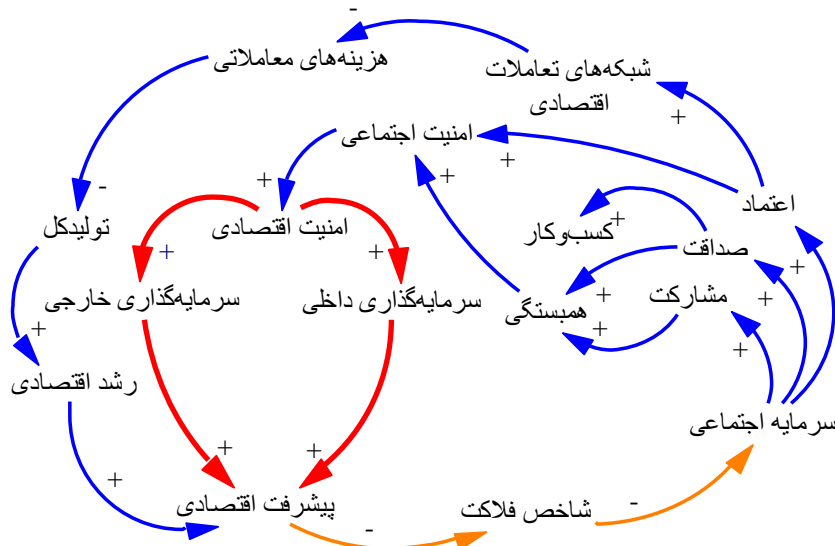 هزینه‌های معاملاتی
شبکه‌های تعاملات
اقتصادی
امنیت اجتماعی
اعتماد
کسب‌وکار
امنیت اقتصادی
تولیدکل
صداقت
مشارکت
همبستگی
سرمایه‌گذاری داخلی
سرمایه‌گذاری خارجی
رشد اقتصادی
سرمایه اجتماعی
پیشرفت اقتصادی
شاخص فلاکت
-
+
+
+
+
-
+
+
+
+
+
+
+
+
+
+
+
+
+
-
-